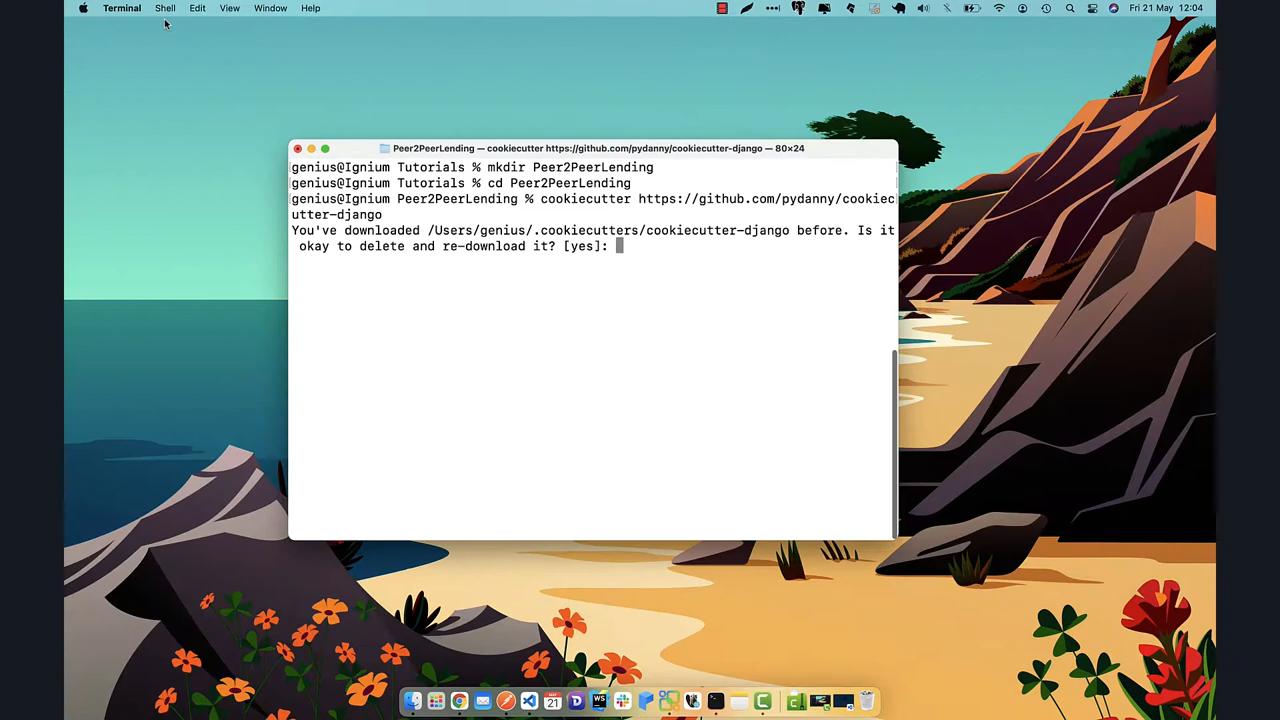 Terminal Shell Edit View Window Help Fri 21 May 12:04
Peer2PeerLending — cookiecutter https://github.com/pydanny/cookiecutter-django — 80×24
genius@Ignium Tutorials % mkdir Peer2PeerLending
genius@Ignium Tutorials % cd Peer2PeerLending
genius@Ignium Peer2PeerLending % cookiecutter https://github.com/pydanny/cookiec
utter-django
You've downloaded /Users/genius/.cookiecutters/cookiecutter-django before. Is it
 okay to delete and re-download it? [yes]:
MAY
21
WS